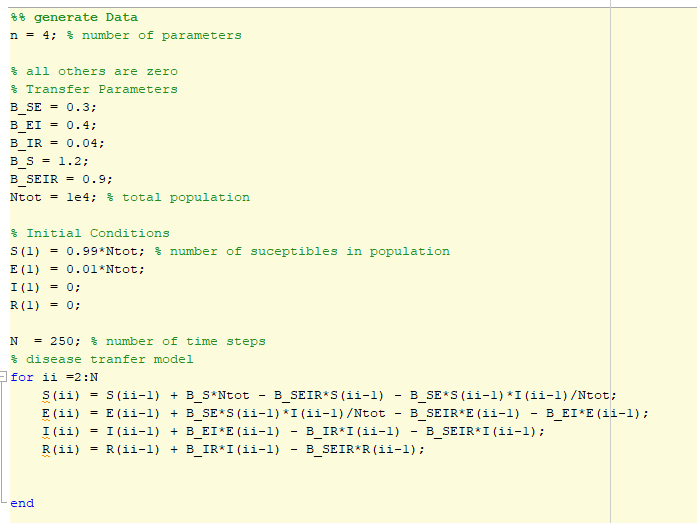 %% generate Data
n = 4; % number of parameters
% all others are zero
% Transfer Parameters
B_SE = 0.3;
B_EI = 0.4;
B_IR = 0.04;
B_S = 1.2;
B_SEIR = 0.9;
Ntot = 1e4; % total population
% Initial Conditions
S(1) = 0.99*Ntot; % number of suceptibles in population
E(1) = 0.01*Ntot;
I(1) = 0;
R(1) = 0;
N  = 250; % number of time steps
% disease tranfer model
for ii =2:N
    S(ii) = S(ii-1) + B_S*Ntot - B_SEIR*S(ii-1) - B_SE*S(ii-1)*I(ii-1)/Ntot;
    E(ii) = E(ii-1) + B_SE*S(ii-1)*I(ii-1)/Ntot - B_SEIR*E(ii-1) - B_EI*E(ii-1);
    I(ii) = I(ii-1) + B_EI*E(ii-1) - B_IR*I(ii-1) - B_SEIR*I(ii-1);
    R(ii) = R(ii-1) + B_IR*I(ii-1) - B_SEIR*R(ii-1);
end